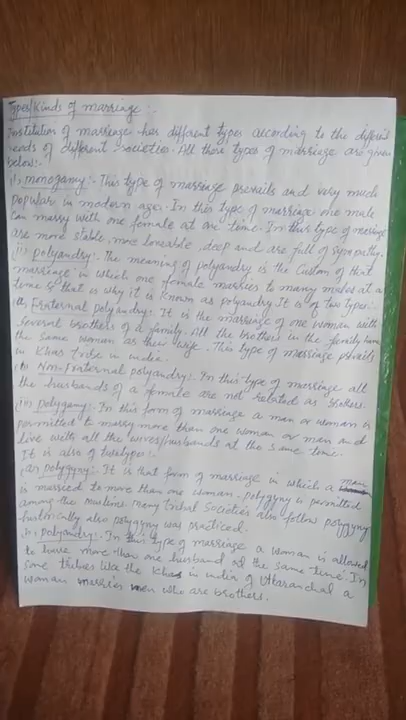 Types/Kinds of marriage :-
Institution of marriage has different types according to the different
needs of different societies. All these types of marriage are given
below:-
(i) monogamy:- This type of marriage prevails and very much
popular in modern age. In this type of marriage one male
can marry with one female at one time. In this type of marriage
are more stable, more loveable, deep and are full of sympathy.
(ii) polyandry:- The meaning of polyandry is the custom of that
marriage in which one female marries to many males at a
time & that is why it is known as polyandry. It is of two types:-
(a) Fraternal polyandry:- It is the marriage of one woman with
several brothers of a family. All the brothers in the family have
the same woman as their wife. This type of marriage prevails
in Khas tribe in india.
(b) Non-Fraternal polyandry:- In this type of marriage all
the husbands of a female are not related as brothers.
(iii) polygamy:- In this form of marriage a man or woman is
permitted to marry more than one woman or man and
live with all the wives/husbands at the same time.
It is also of two types:-
(a) polygyny:- It is that form of marriage in which a man
is married to more than one woman. polygyny is permitted
among the muslims, many tribal societies also follow polygyny
historically also polygyny was practiced.
polyandry:- In this type of marriage a woman is allowed
to have more than one husband at the same time. In
some tribes like the Khas in india of Uttaranchal a
woman marries men who are brothers.